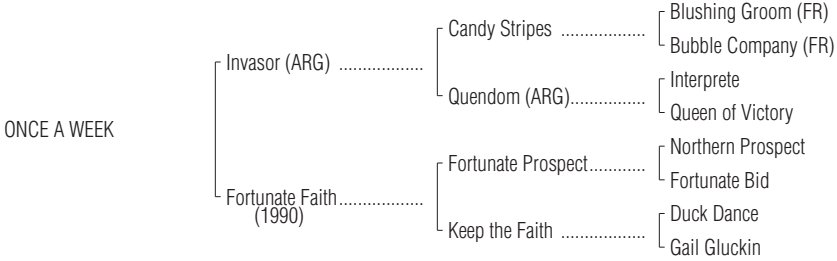 Blushing Groom (FR)
Candy Stripes ..................
Bubble Company (FR)
Invasor (ARG) ..................
Interprete
Quendom (ARG)................
Queen of Victory
ONCE A WEEK
Northern Prospect
Fortunate Prospect............
Fortunate Bid
Fortunate Faith..................
(1990)
Duck Dance
Keep the Faith ..................
Gail Gluckin